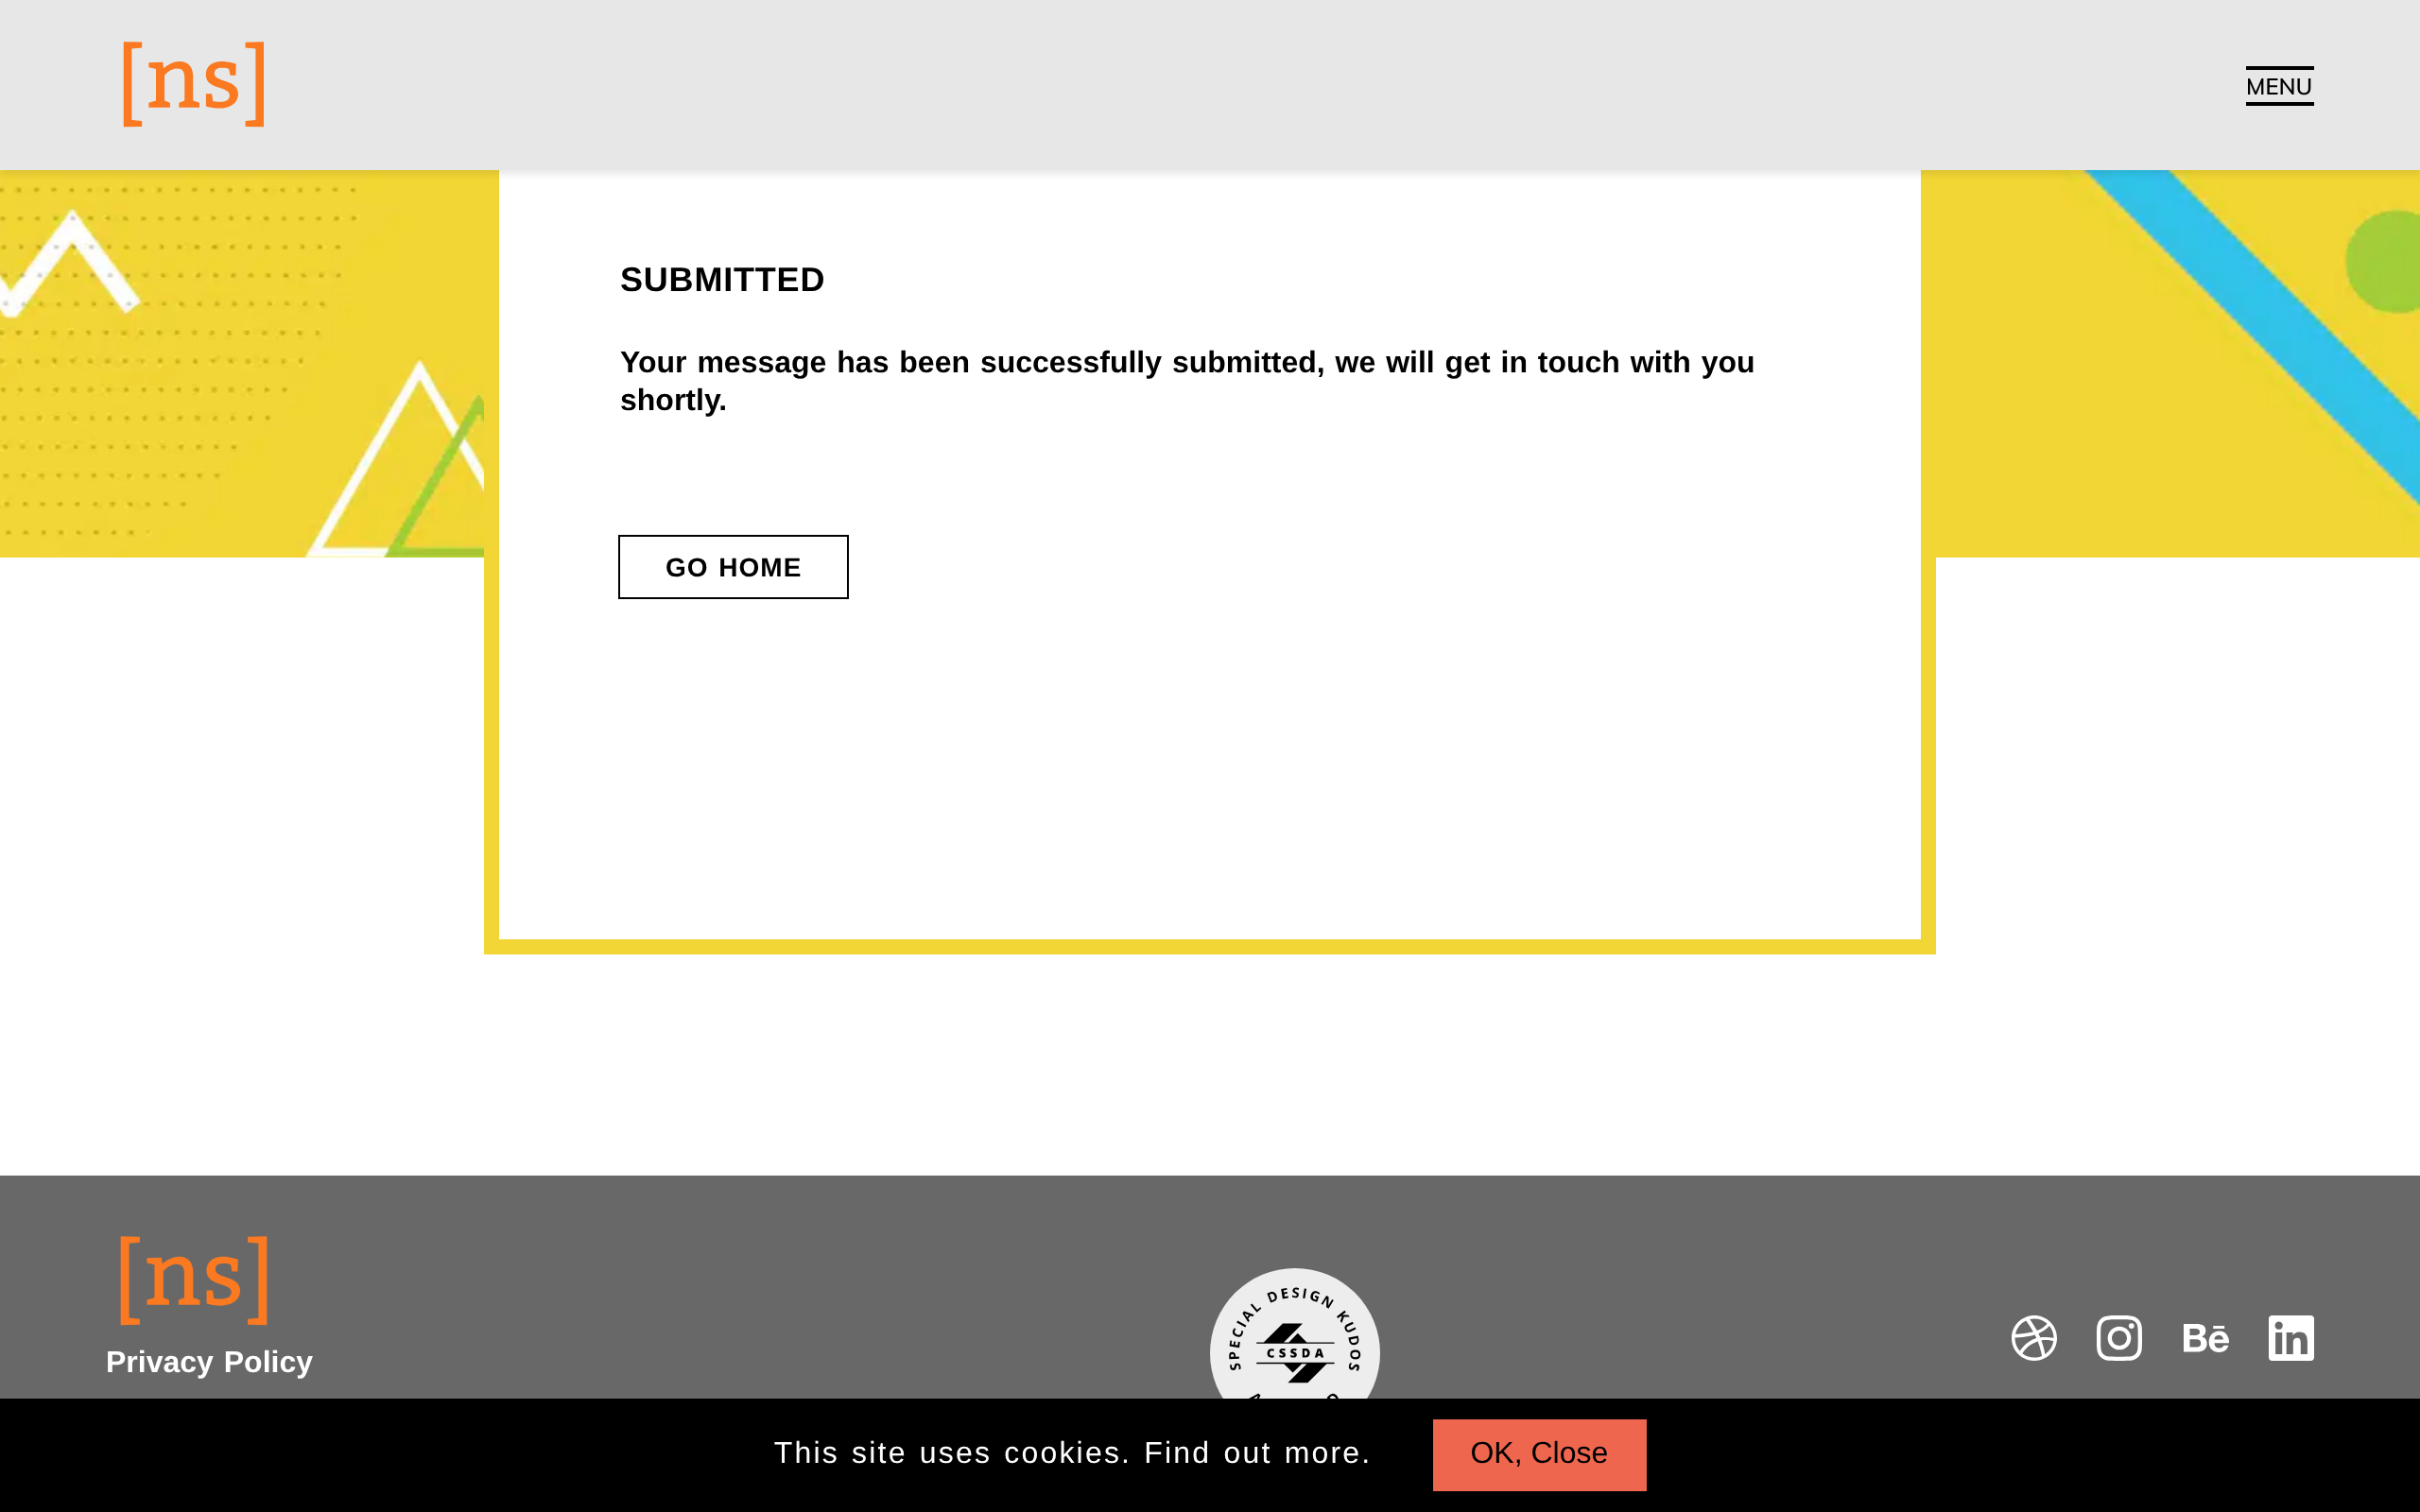 [ns]
MENU
SUBMITTED
Your message has been successfully submitted, we will get in touch with you
shortly.
GO HOME
[ns]
Privacy Policy
SPECIAL DESIGN KUDOS
CSSDA
Bē
in
This site uses cookies. Find out more.
OK, Close